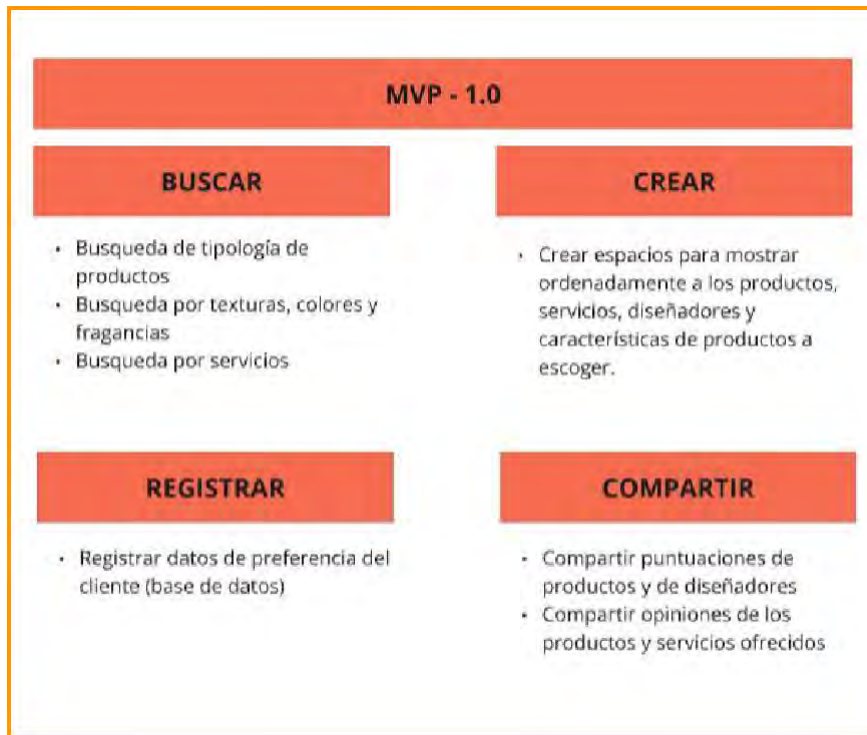 MVP - 1.0
BUSCAR
• Busqueda de tipología de
productos
• Busqueda por texturas, colores y
fragancias
• Busqueda por servicios
CREAR
• Crear espacios para mostrar
ordenadamente a los productos,
servicios, diseñadores y
características de productos a
escoger.
REGISTRAR
• Registrar datos de preferencia del
cliente (base de datos)
COMPARTIR
• Compartir puntuaciones de
productos y de diseñadores
• Compartir opiniones de los
productos y servicios ofrecidos